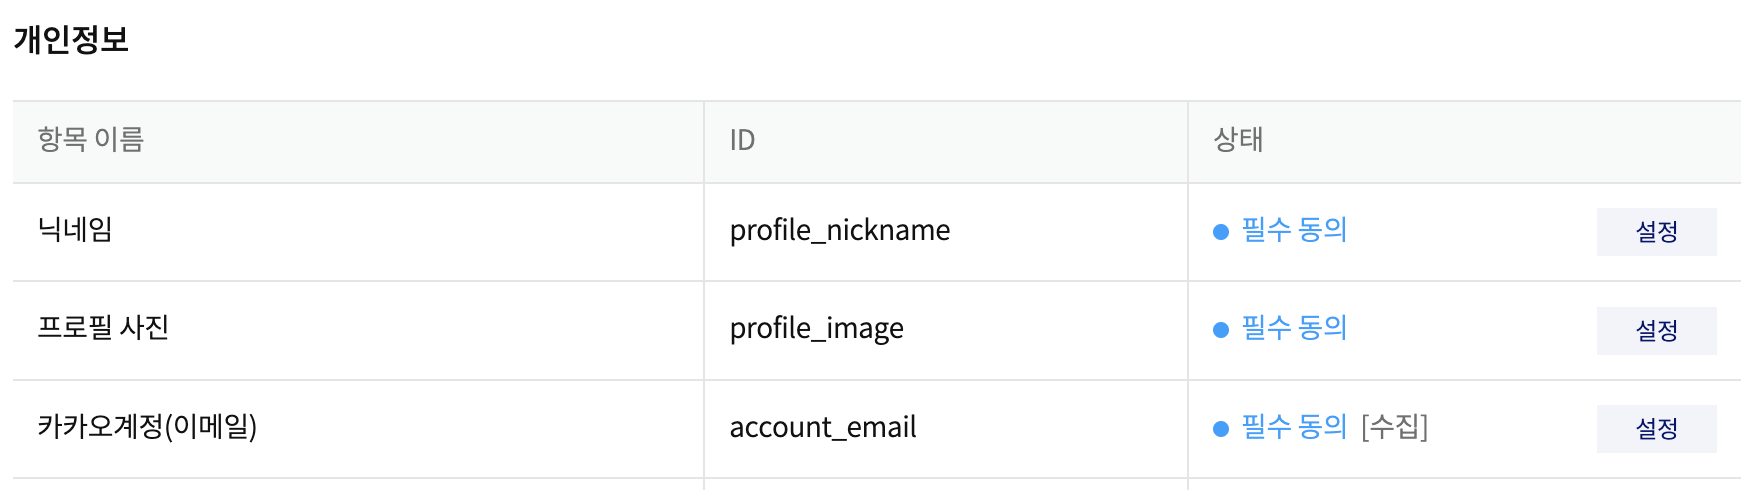 개인정보
항목 이름 ID 상태
닉네임 profile_nickname 필수 동의 설정
프로필 사진 profile_image 필수 동의 설정
카카오계정(이메일) account_email 필수 동의 [수집] 설정